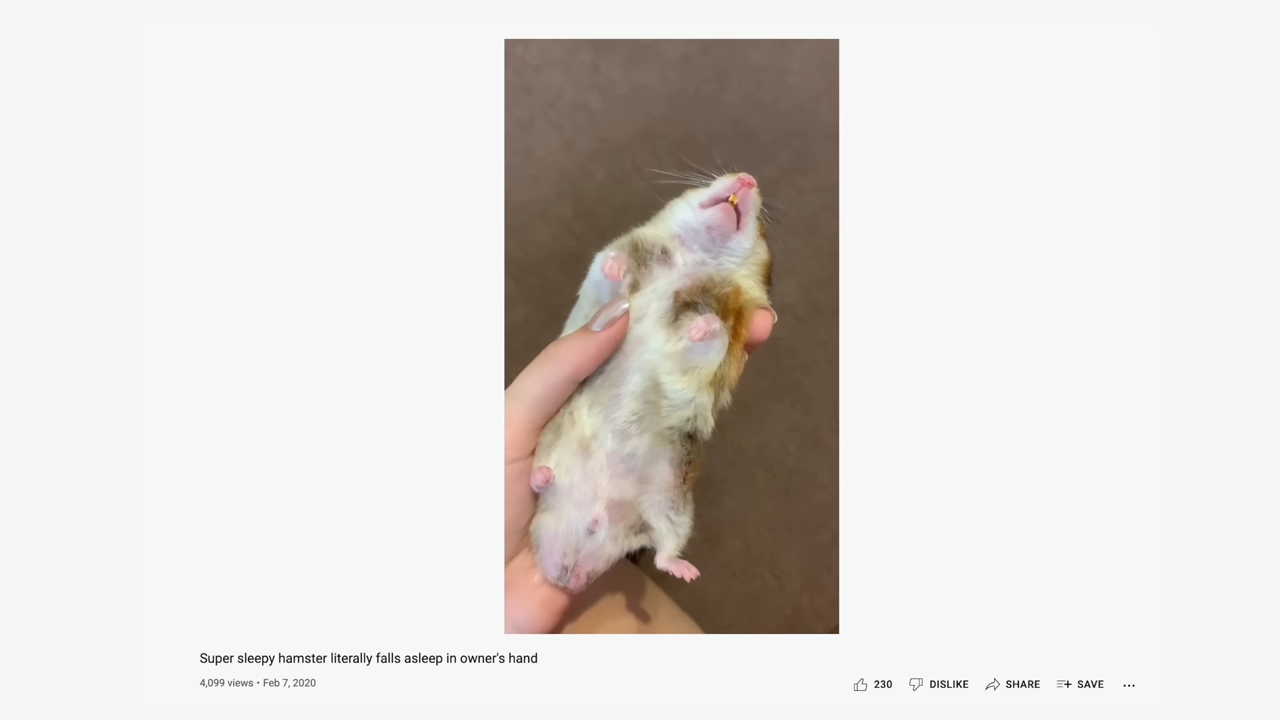 Super sleepy hamster literally falls asleep in owner's hand
4,099 views • Feb 7, 2020
230 DISLIKE SHARE SAVE